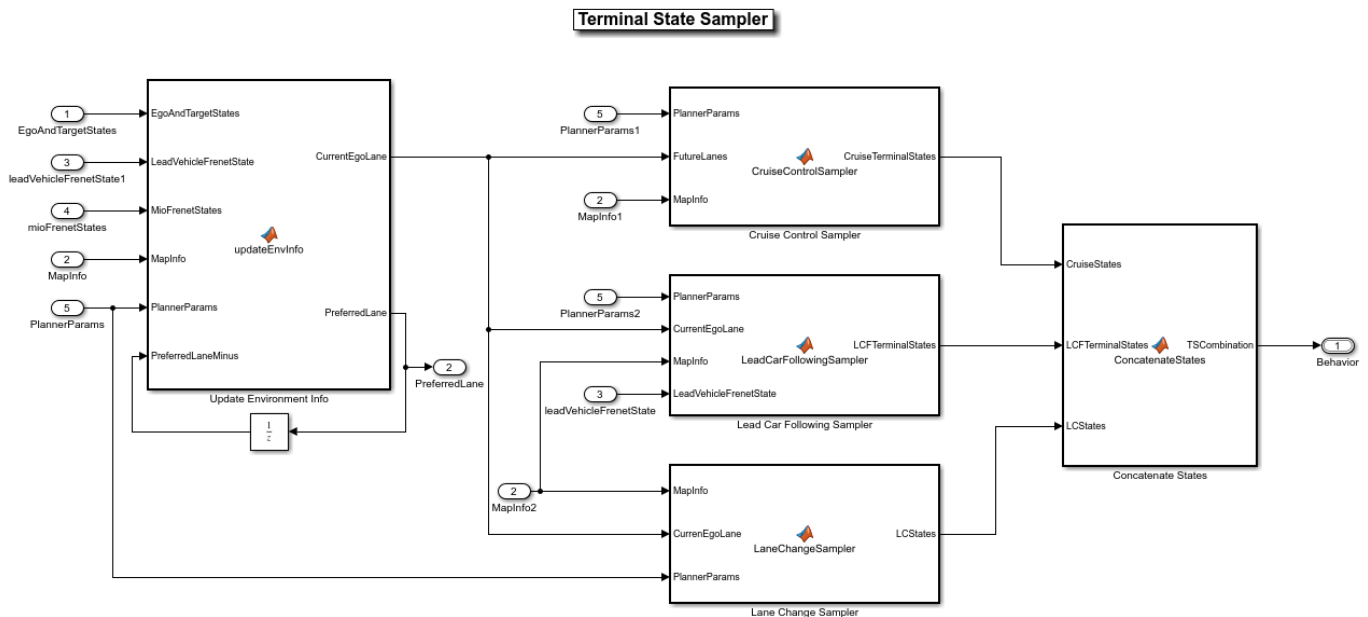 Terminal State Sampler
1
EgoAndTargetStates
3
leadVehicleFrenetState1
4
mioFrenetStates
2
MapInfo
5
PlannerParams
EgoAndTargetStates
LeadVehicleFrenetState
MioFrenetStates
MapInfo
PlannerParams
PreferredLaneMinus
updateEnvInfo
CurrentEgoLane
PreferredLane
Update Environment Info
1
z
2
PreferredLane
5
PlannerParams1
2
MapInfo1
PlannerParams
FutureLanes
MapInfo
CruiseControlSampler
CruiseTerminalStates
Cruise Control Sampler
5
PlannerParams2
3
leadVehicleFrenetState
PlannerParams
CurrentEgoLane
MapInfo
LeadVehicleFrenetState
LeadCarFollowingSampler
LCFTerminalStates
Lead Car Following Sampler
2
MapInfo2
MapInfo
CurrenEgoLane
PlannerParams
LaneChangeSampler
LCStates
Lane Change Sampler
CruiseStates
LCFTerminalStates
LCStates
ConcatenateStates
TSCombination
Concatenate States
1
Behavior